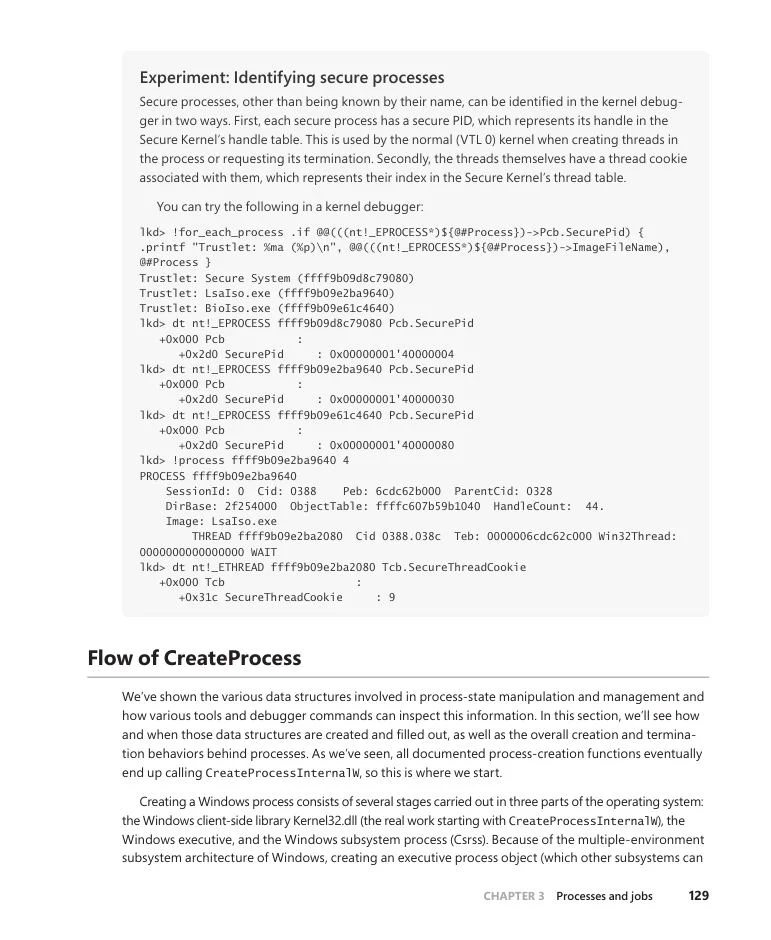 Experiment: Identifying secure processes
Secure processes, other than being known by their name, can be identified in the kernel debug-
ger in two ways. First, each secure process has a secure PID, which represents its handle in the
Secure Kernel’s handle table. This is used by the normal (VTL 0) kernel when creating threads in
the process or requesting its termination. Secondly, the threads themselves have a thread cookie
associated with them, which represents their index in the Secure Kernel’s thread table.
You can try the following in a kernel debugger:
lkd> !for_each_process .if @@(((nt!_EPROCESS*)${@#Process})->Pcb.SecurePid) {
.printf "Trustlet: %ma (%p)\n", @@(((nt!_EPROCESS*)${@#Process})->ImageFileName),
@#Process }
Trustlet: Secure System (ffff9b09d8c79080)
Trustlet: LsaIso.exe (ffff9b09e2ba9640)
Trustlet: BioIso.exe (ffff9b09e61c4640)
lkd> dt nt!_EPROCESS ffff9b09d8c79080 Pcb.SecurePid
   +0x000 Pcb           :
      +0x2d0 SecurePid     : 0x00000001'40000004
lkd> dt nt!_EPROCESS ffff9b09e2ba9640 Pcb.SecurePid
   +0x000 Pcb           :
      +0x2d0 SecurePid     : 0x00000001'40000030
lkd> dt nt!_EPROCESS ffff9b09e61c4640 Pcb.SecurePid
   +0x000 Pcb           :
      +0x2d0 SecurePid     : 0x00000001'40000080
lkd> !process ffff9b09e2ba9640 4
PROCESS ffff9b09e2ba9640
    SessionId: 0  Cid: 0388    Peb: 6cdc62b000  ParentCid: 0328
    DirBase: 2f254000  ObjectTable: ffffc607b59b1040  HandleCount:  44.
    Image: LsaIso.exe
        THREAD ffff9b09e2ba2080  Cid 0388.038c  Teb: 0000006cdc62c000 Win32Thread:
0000000000000000 WAIT
lkd> dt nt!_ETHREAD ffff9b09e2ba2080 Tcb.SecureThreadCookie
   +0x000 Tcb                    :
      +0x31c SecureThreadCookie     : 9
Flow of CreateProcess
We’ve shown the various data structures involved in process-state manipulation and management and
how various tools and debugger commands can inspect this information. In this section, we’ll see how
and when those data structures are created and filled out, as well as the overall creation and termina-
tion behaviors behind processes. As we’ve seen, all documented process-creation functions eventually
end up calling CreateProcessInternalW, so this is where we start.
Creating a Windows process consists of several stages carried out in three parts of the operating system:
the Windows client-side library Kernel32.dll (the real work starting with CreateProcessInternalW), the
Windows executive, and the Windows subsystem process (Csrss). Because of the multiple-environment
subsystem architecture of Windows, creating an executive process object (which other subsystems can
CHAPTER 3 Processes and jobs 129